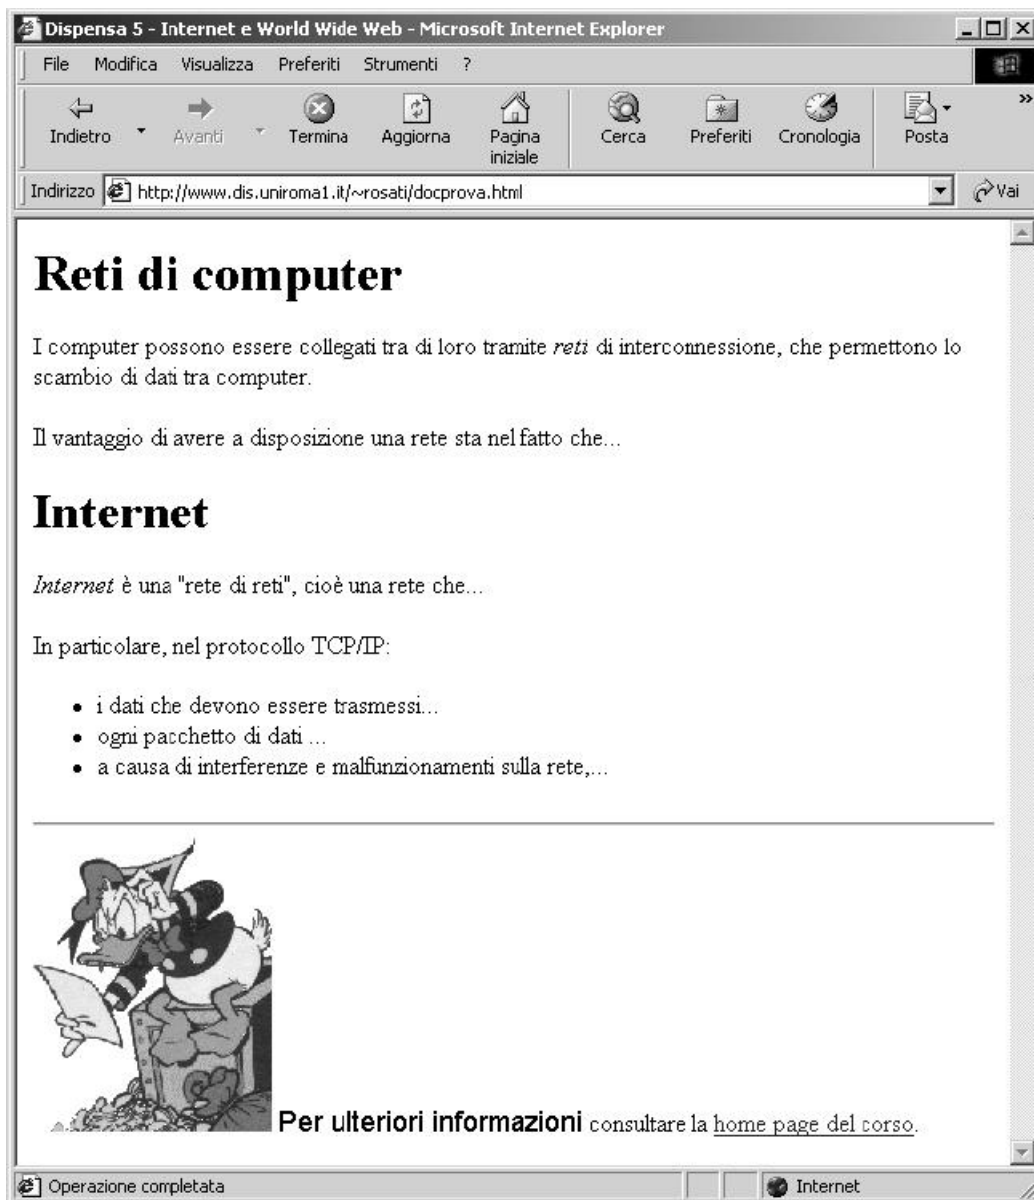 Dispensa 5 - Internet e World Wide Web - Microsoft Internet Explorer
File Modifica Visualizza Preferiti Strumenti ?
Indietro Avanti Termina Aggiorna Pagina iniziale Cerca Preferiti Cronologia Posta »
Indirizzo http://www.dis.uniroma1.it/~rosati/docprova.html Vai
Reti di computer
I computer possono essere collegati tra di loro tramite reti di interconnessione, che permettono lo
scambio di dati tra computer.
Il vantaggio di avere a disposizione una rete sta nel fatto che...
Internet
Internet è una "rete di reti", cioè una rete che...
In particolare, nel protocollo TCP/IP:
• i dati che devono essere trasmessi...
• ogni pacchetto di dati ...
• a causa di interferenze e malfunzionamenti sulla rete,...
Per ulteriori informazioni consultare la home page del corso.
Operazione completata Internet